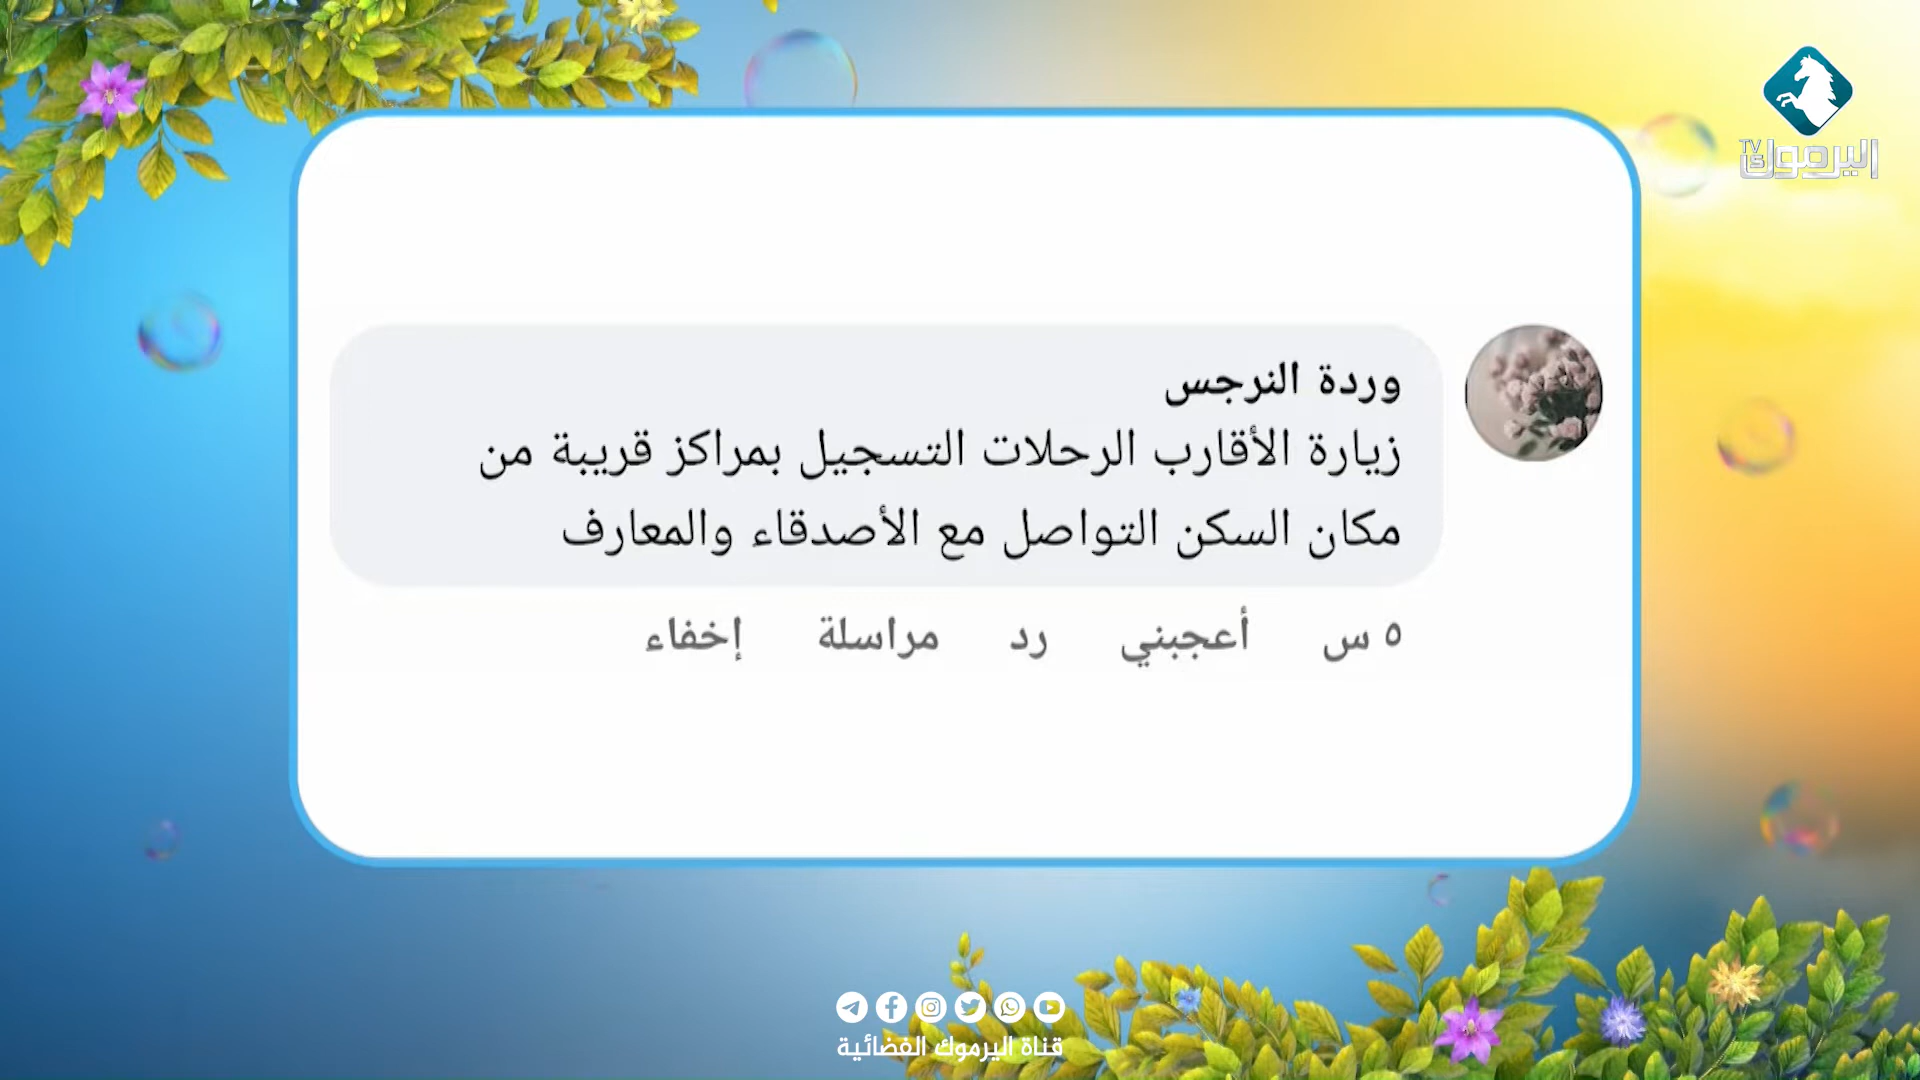 اليرموك
TV
وردة النرجس
زيارة الأقارب الرحلات التسجيل بمراكز قريبة من
مكان السكن التواصل مع الأصدقاء والمعارف
٥ س أعجبني رد مراسلة إخفاء
قناة اليرموك الفضائية